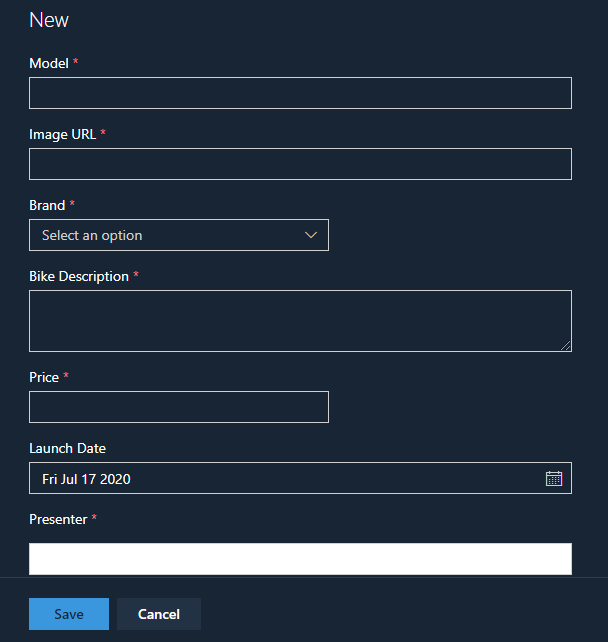 New
Model *
Image URL *
Brand *
Select an option
Bike Description *
Price *
Launch Date
Fri Jul 17 2020
Presenter *
Save Cancel